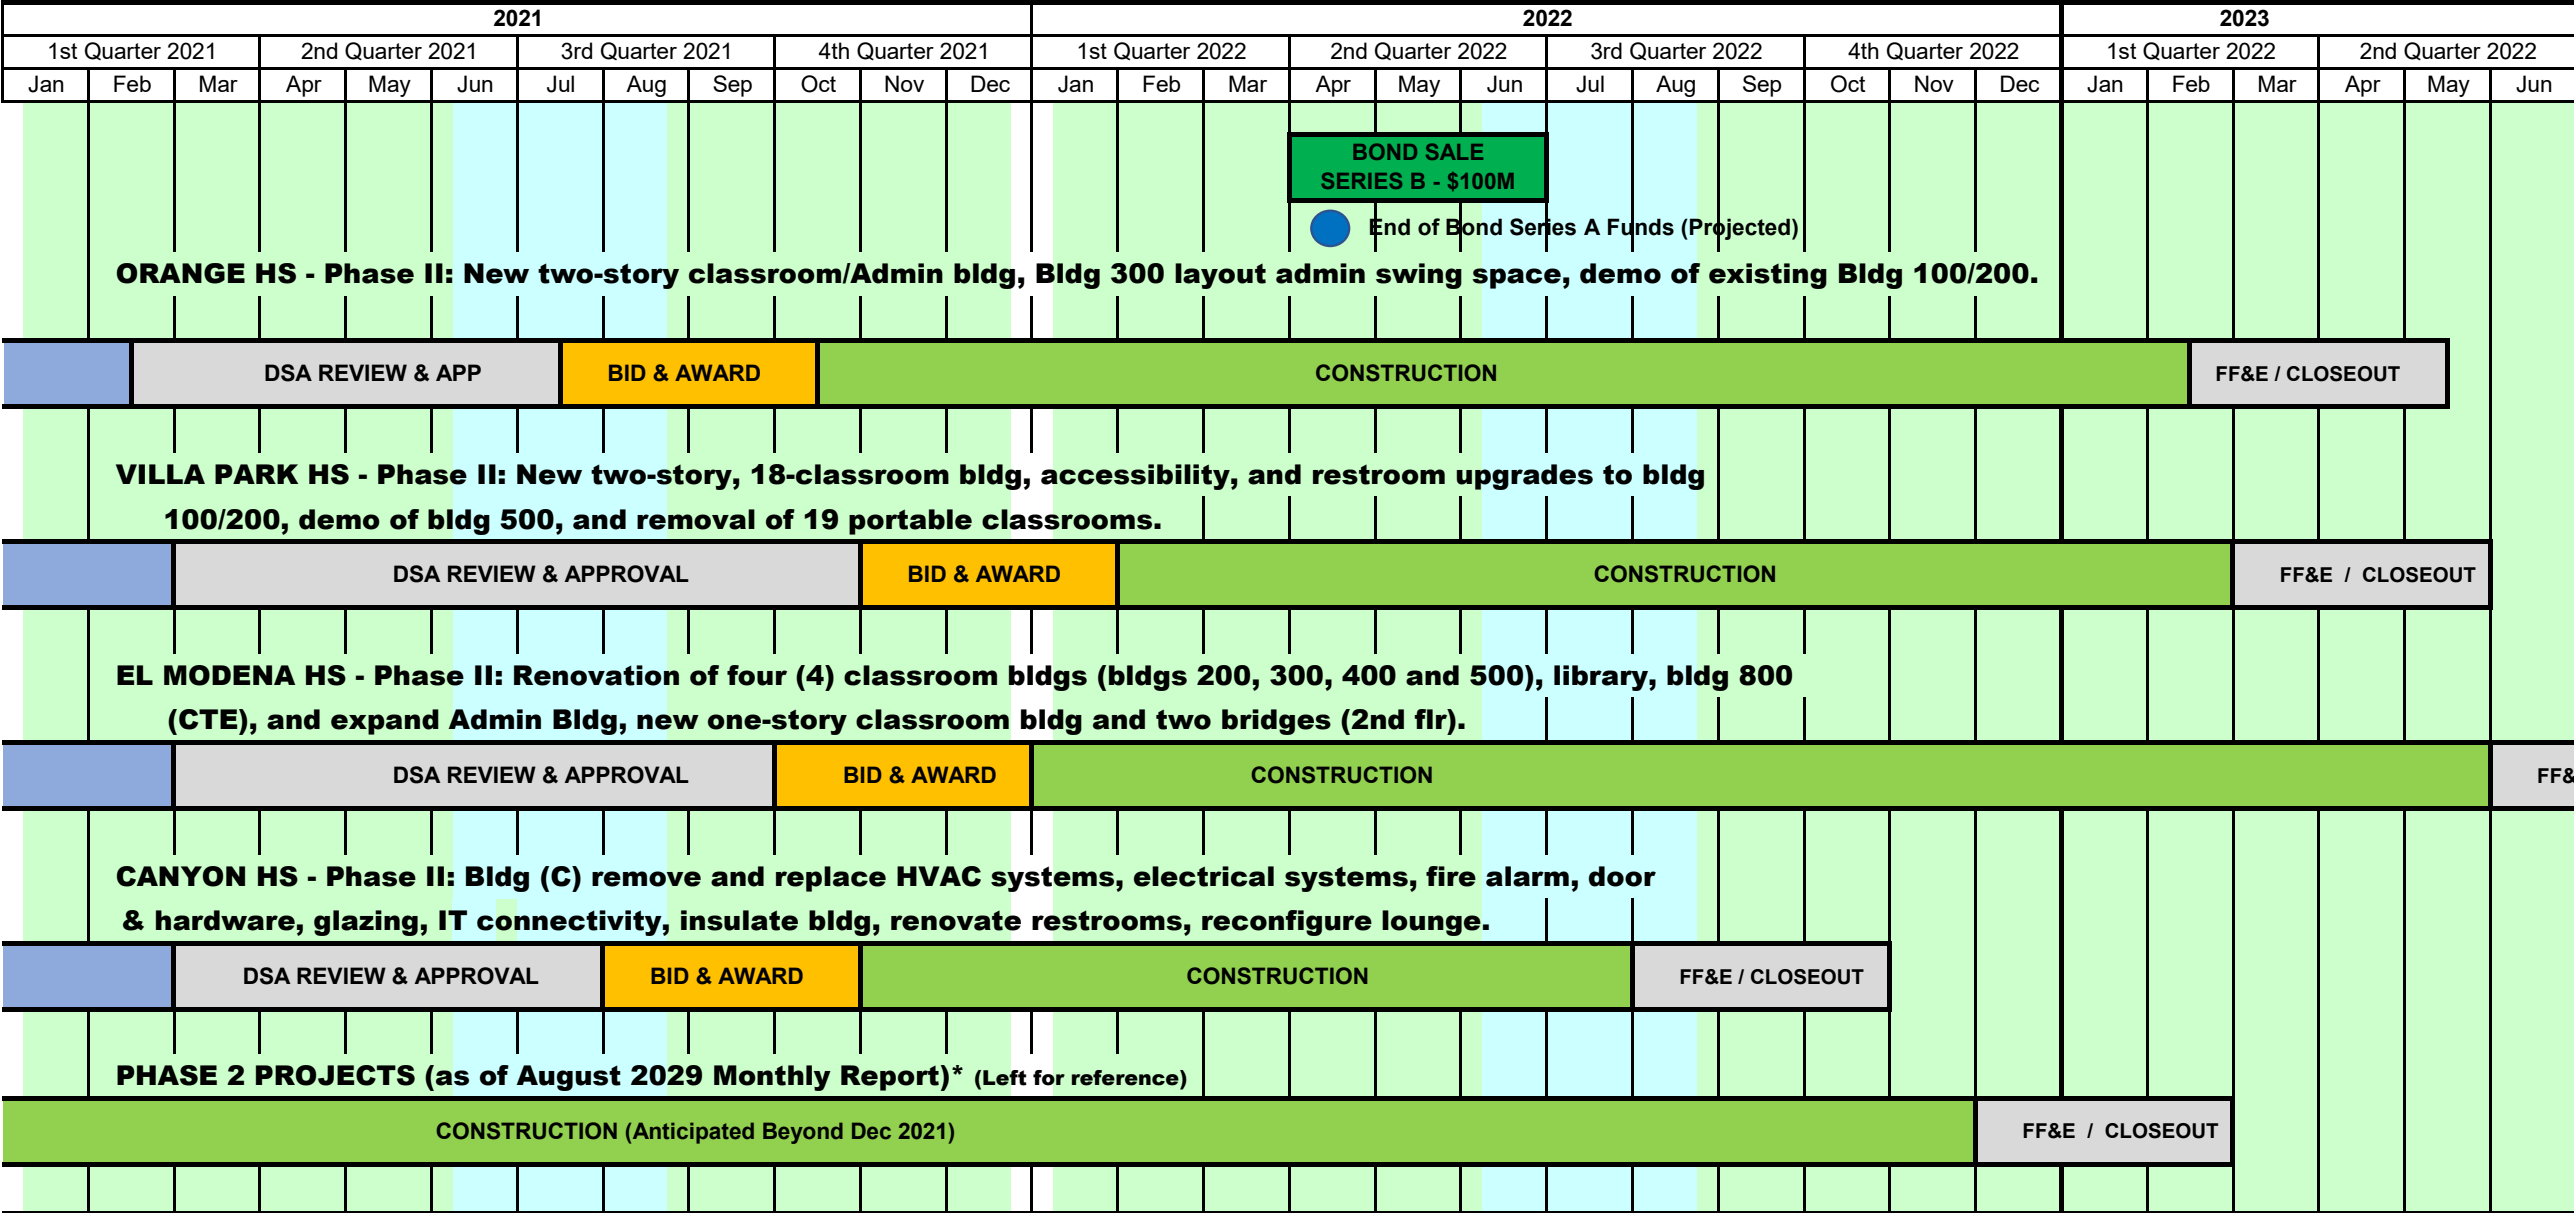 2021 2022 2023
1st Quarter 2021 2nd Quarter 2021 3rd Quarter 2021 4th Quarter 2021 1st Quarter 2022 2nd Quarter 2022 3rd Quarter 2022 4th Quarter 2022 1st Quarter 2022 2nd Quarter 2022
Jan Feb Mar Apr May Jun Jul Aug Sep Oct Nov Dec Jan Feb Mar Apr May Jun Jul Aug Sep Oct Nov Dec Jan Feb Mar Apr May Jun
BOND SALE
SERIES B - $100M
End of Bond Series A Funds (Projected)
ORANGE HS - Phase II: New two-story classroom/Admin bldg, Bldg 300 layout admin swing space, demo of existing Bldg 100/200.
DSA REVIEW & APP BID & AWARD CONSTRUCTION FF&E / CLOSEOUT
VILLA PARK HS - Phase II: New two-story, 18-classroom bldg, accessibility, and restroom upgrades to bldg
100/200, demo of bldg 500, and removal of 19 portable classrooms.
DSA REVIEW & APPROVAL BID & AWARD CONSTRUCTION FF&E / CLOSEOUT
EL MODENA HS - Phase II: Renovation of four (4) classroom bldgs (bldgs 200, 300, 400 and 500), library, bldg 800
(CTE), and expand Admin Bldg, new one-story classroom bldg and two bridges (2nd flr).
DSA REVIEW & APPROVAL BID & AWARD CONSTRUCTION FF&
CANYON HS - Phase II: Bldg (C) remove and replace HVAC systems, electrical systems, fire alarm, door
& hardware, glazing, IT connectivity, insulate bldg, renovate restrooms, reconfigure lounge.
DSA REVIEW & APPROVAL BID & AWARD CONSTRUCTION FF&E / CLOSEOUT
PHASE 2 PROJECTS (as of August 2029 Monthly Report)* (Left for reference)
CONSTRUCTION (Anticipated Beyond Dec 2021) FF&E / CLOSEOUT